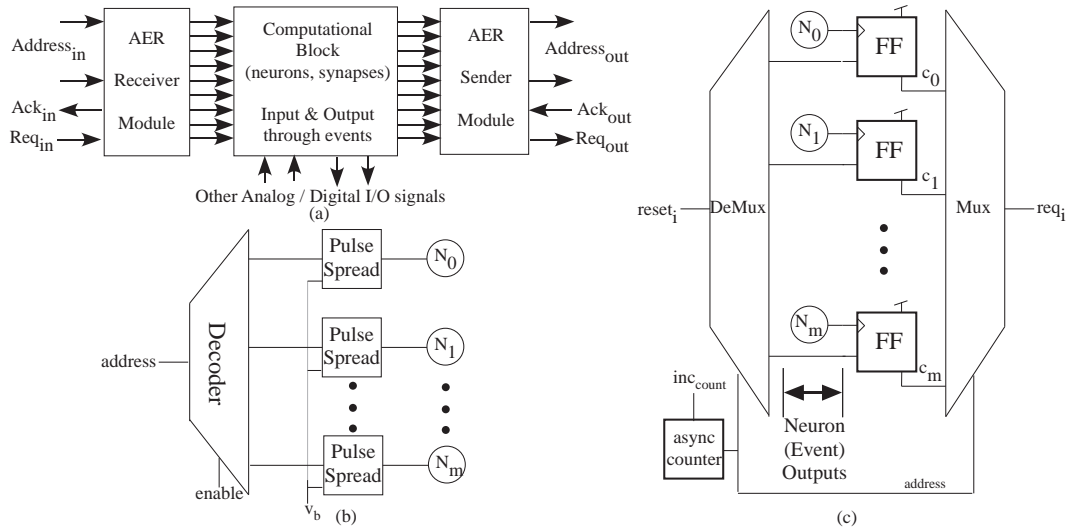 Address_in
Ack_in
Req_in
AER
Receiver
Module
Computational
Block
(neurons, synapses)
Input & Output
through events
AER
Sender
Module
Address_out
Ack_out
Req_out
Other Analog / Digital I/O signals
(a)
address
Decoder
enable
Pulse
Spread
N_0
Pulse
Spread
N_1
Pulse
Spread
N_m
v_b
(b)
reset_i
DeMux
N_0
FF
c_0
N_1
FF
c_1
N_m
FF
c_m
Mux
req_i
inc_count
async
counter
Neuron
(Event)
Outputs
address
(c)